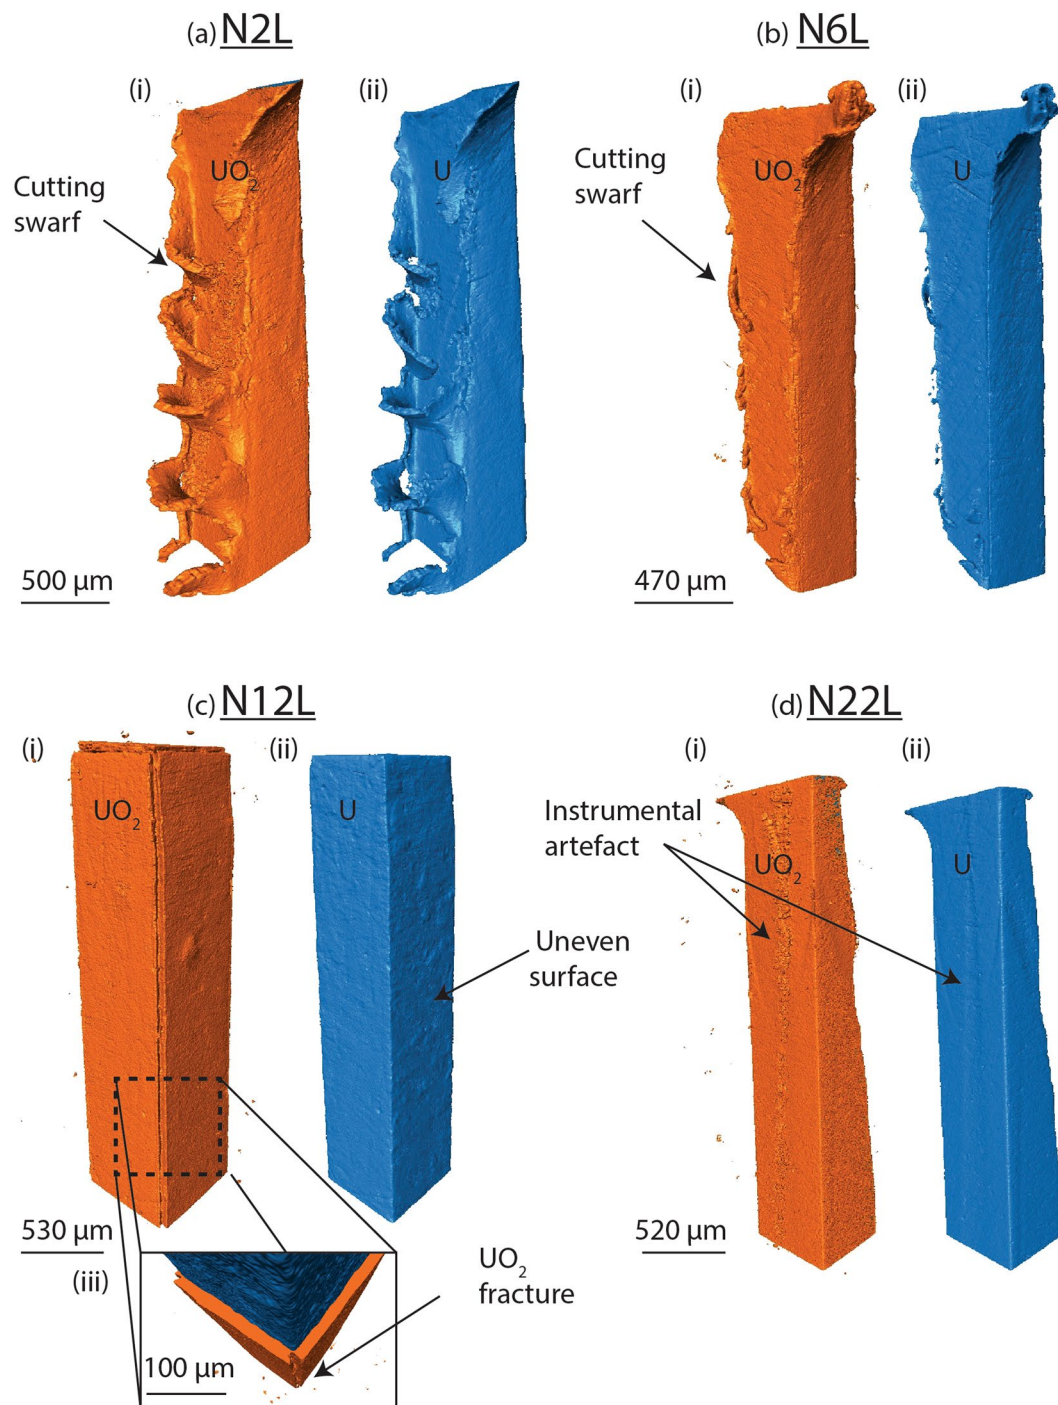 (a) N2L
(i)
(ii)
UO2
U
Cutting
swarf
500 µm
(b) N6L
(i)
(ii)
UO2
U
Cutting
swarf
470 µm
(c) N12L
(i)
(ii)
UO2
U
Uneven
surface
530 µm
(iii)
100 µm
UO2
fracture
(d) N22L
(i)
(ii)
Instrumental
artefact
UO2
U
520 µm